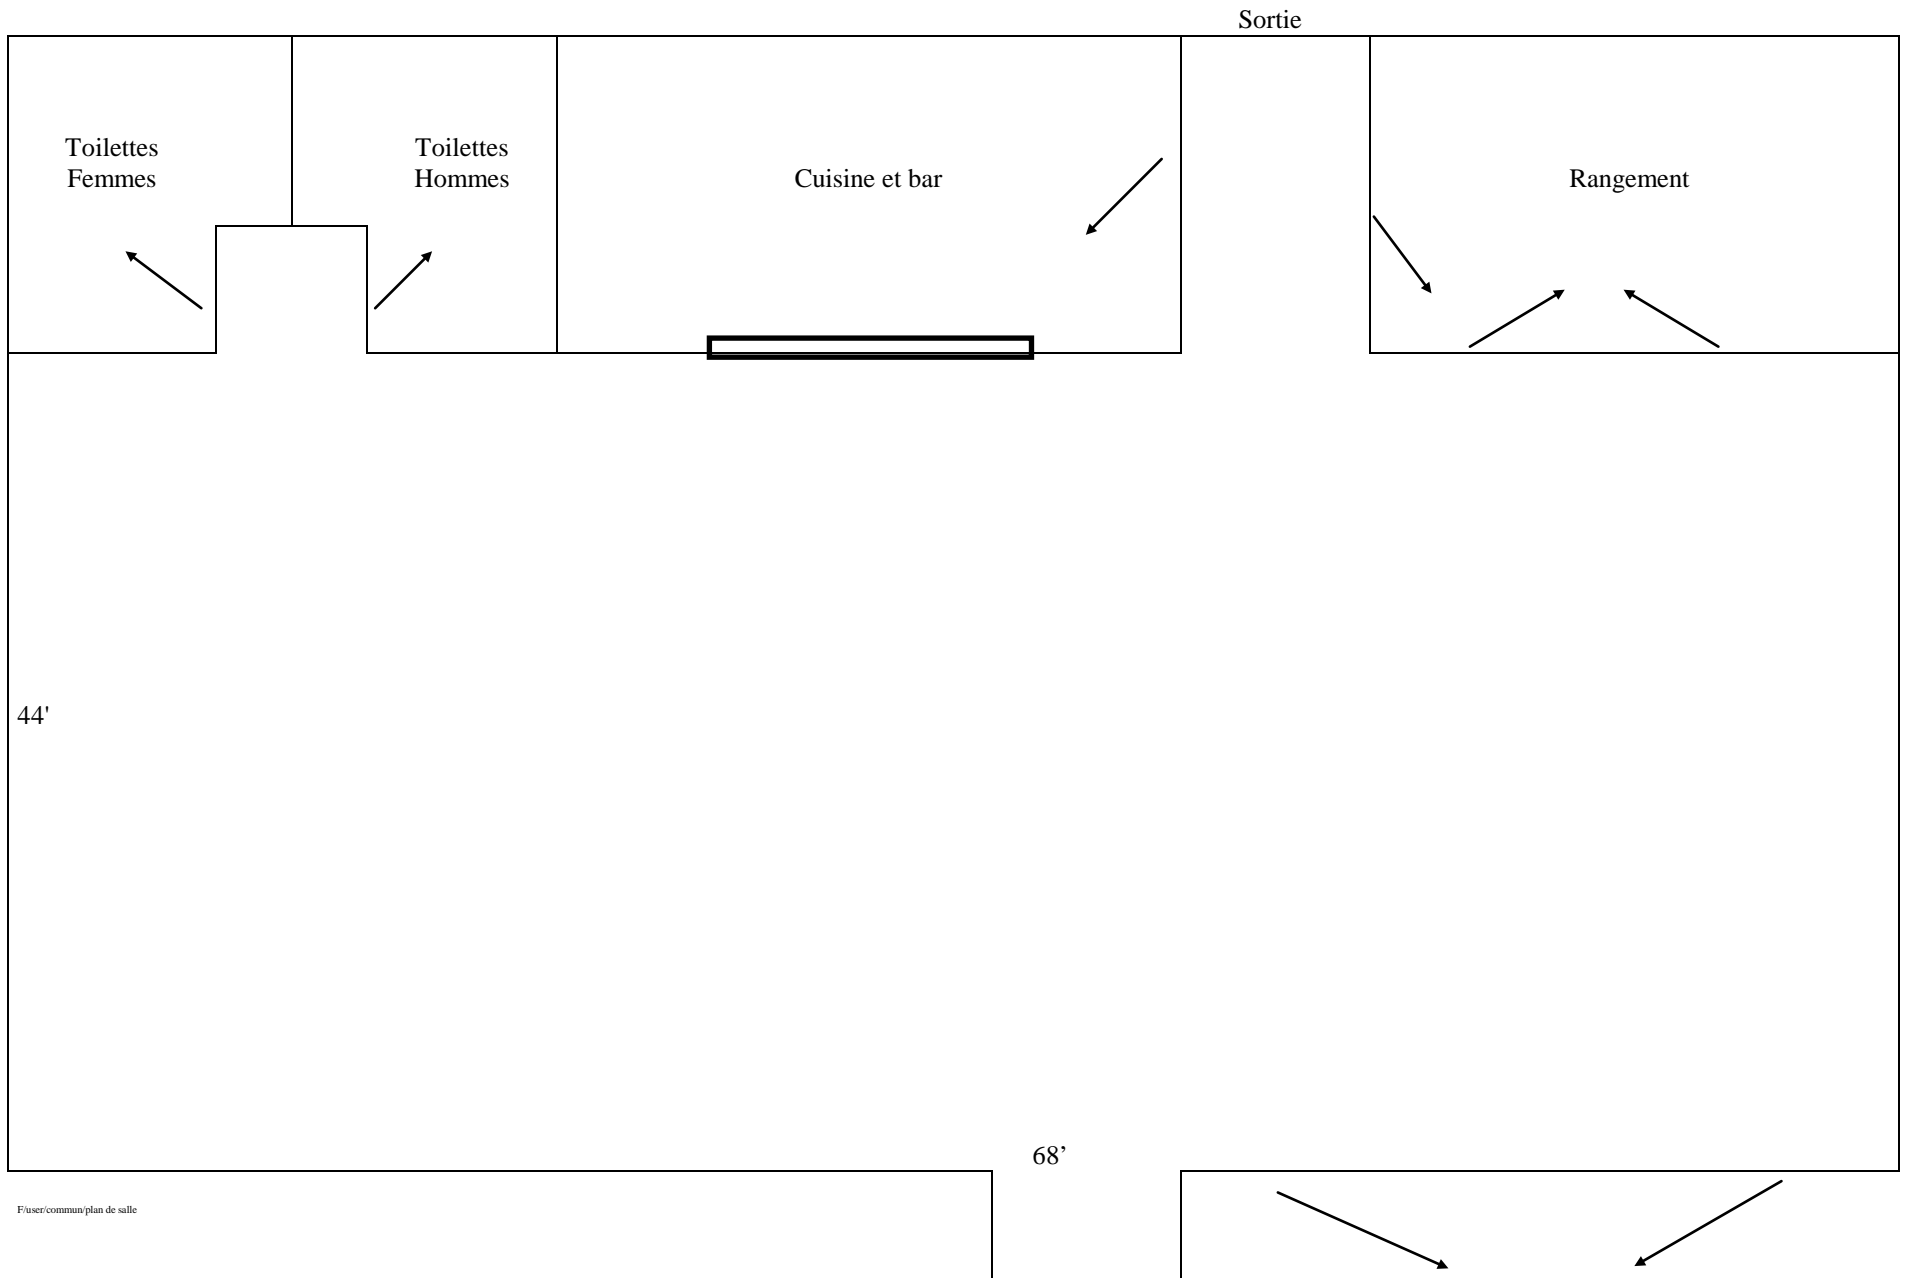 Sortie
Toilettes
Femmes
Toilettes
Hommes
Cuisine et bar
Rangement
44'
68’
F/user/commun/plan de salle